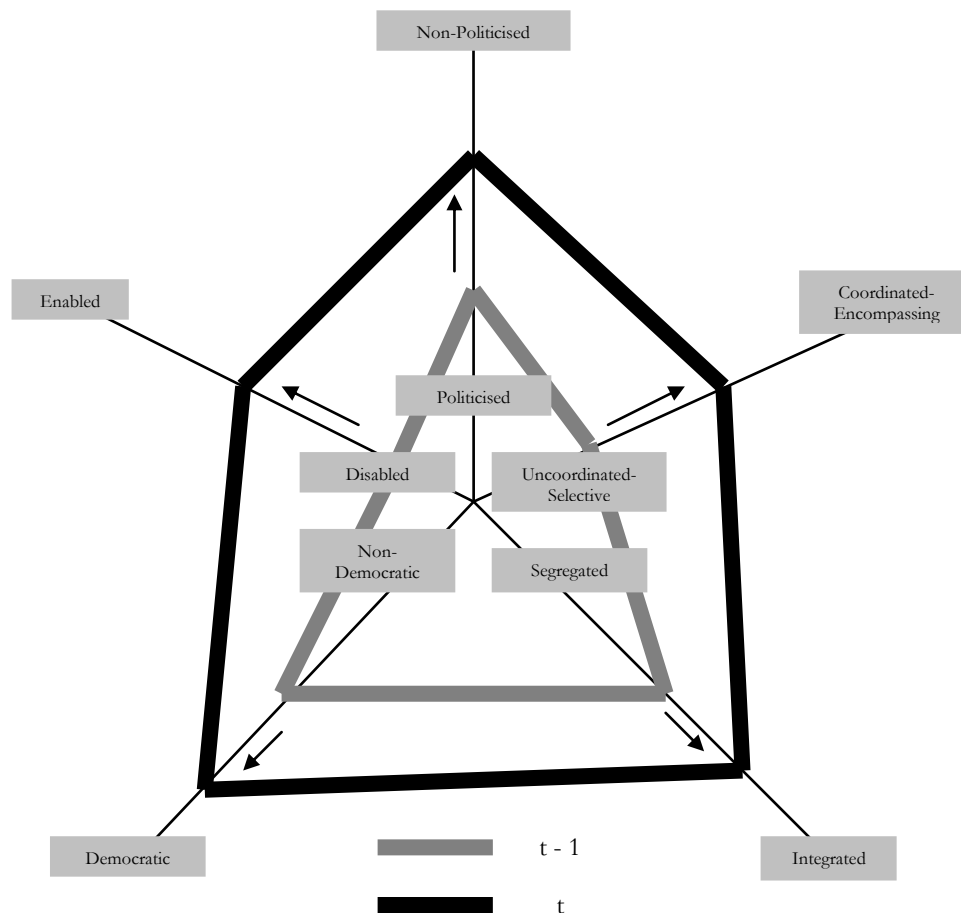 Non-Politicised
Enabled
Coordinated-
Encompassing
Politicised
Disabled
Uncoordinated-
Selective
Non-
Democratic
Segregated
Democratic
Integrated
t - 1
t